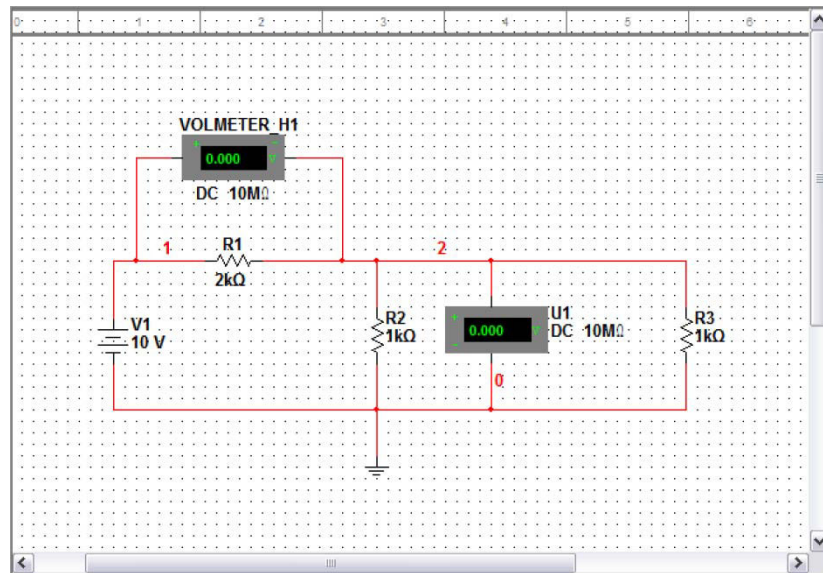 0 1 2 3 4 5 6
VOLMETER_H1
+ -
0.000 V
DC 10MΩ
1
R1
2
2kΩ
V1
10 V
R2
1kΩ
+
0.000 V
-
U1
DC 10MΩ
R3
1kΩ
0